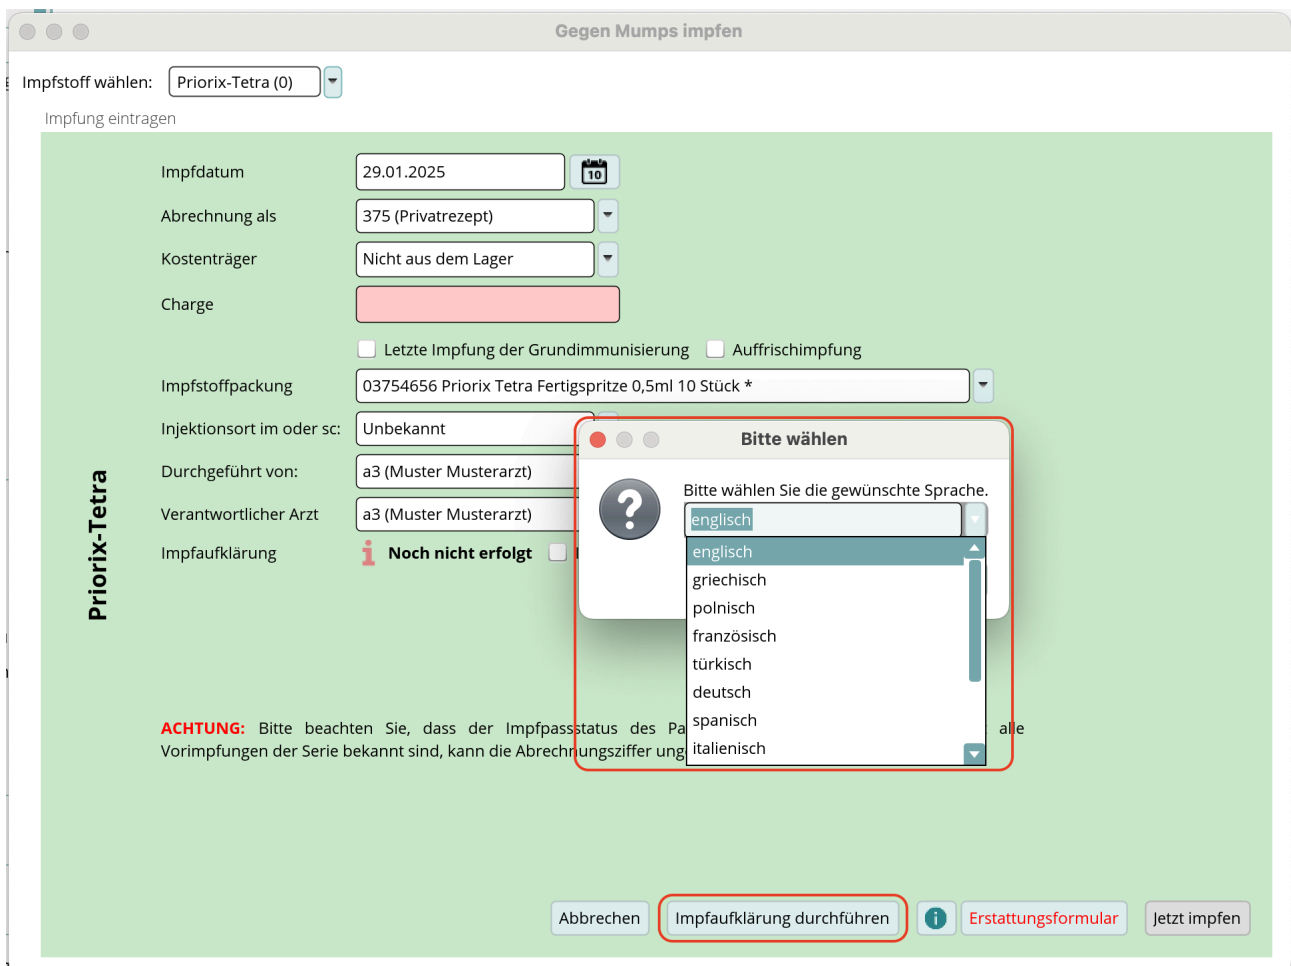 Gegen Mumps impfen
Impfstoff wählen: Priorix-Tetra (0)
Impfung eintragen
Impfdatum 29.01.2025 10
Abrechnung als 375 (Privatrezept)
Kostenträger Nicht aus dem Lager
Charge
Letzte Impfung der Grundimmunisierung Auffrischimpfung
Impfstoffpackung 03754656 Priorix Tetra Fertigspritze 0,5ml 10 Stück *
Injektionsort im oder sc: Unbekannt
Durchgeführt von: a3 (Muster Musterarzt)
Verantwortlicher Arzt a3 (Muster Musterarzt)
Impfaufklärung Noch nicht erfolgt
Priorix-Tetra
Bitte wählen
Bitte wählen Sie die gewünschte Sprache.
englisch
englisch
griechisch
polnisch
französisch
türkisch
deutsch
spanisch
italienisch
ACHTUNG: Bitte beachten Sie, dass der Impfpassstatus des alle
Vorimpfungen der Serie bekannt sind, kann die Abrechnungsziffer
Abbrechen Impfaufklärung durchführen i Erstattungsformular Jetzt impfen